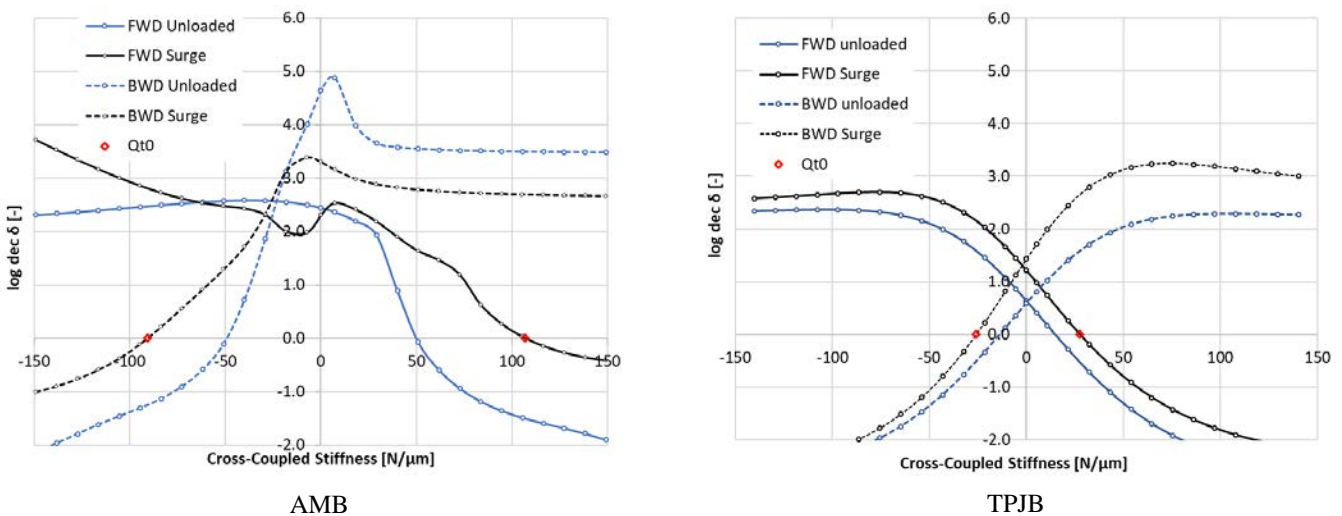 6.0
5.0
4.0
3.0
2.0
1.0
0.0
-1.0
-2.0
-150
-100
-50
0
50
100
150
FWD Unloaded
FWD Surge
BWD Unloaded
BWD Surge
Qt0
log dec δ [-]
Cross-Coupled Stiffness [N/µm]
AMB
6.0
5.0
4.0
3.0
2.0
1.0
0.0
-1.0
-2.0
-150
-100
-50
0
50
100
150
FWD unloaded
FWD Surge
BWD unloaded
BWD Surge
Qt0
log dec δ [-]
Cross-Coupled Stiffness [N/µm]
TPJB